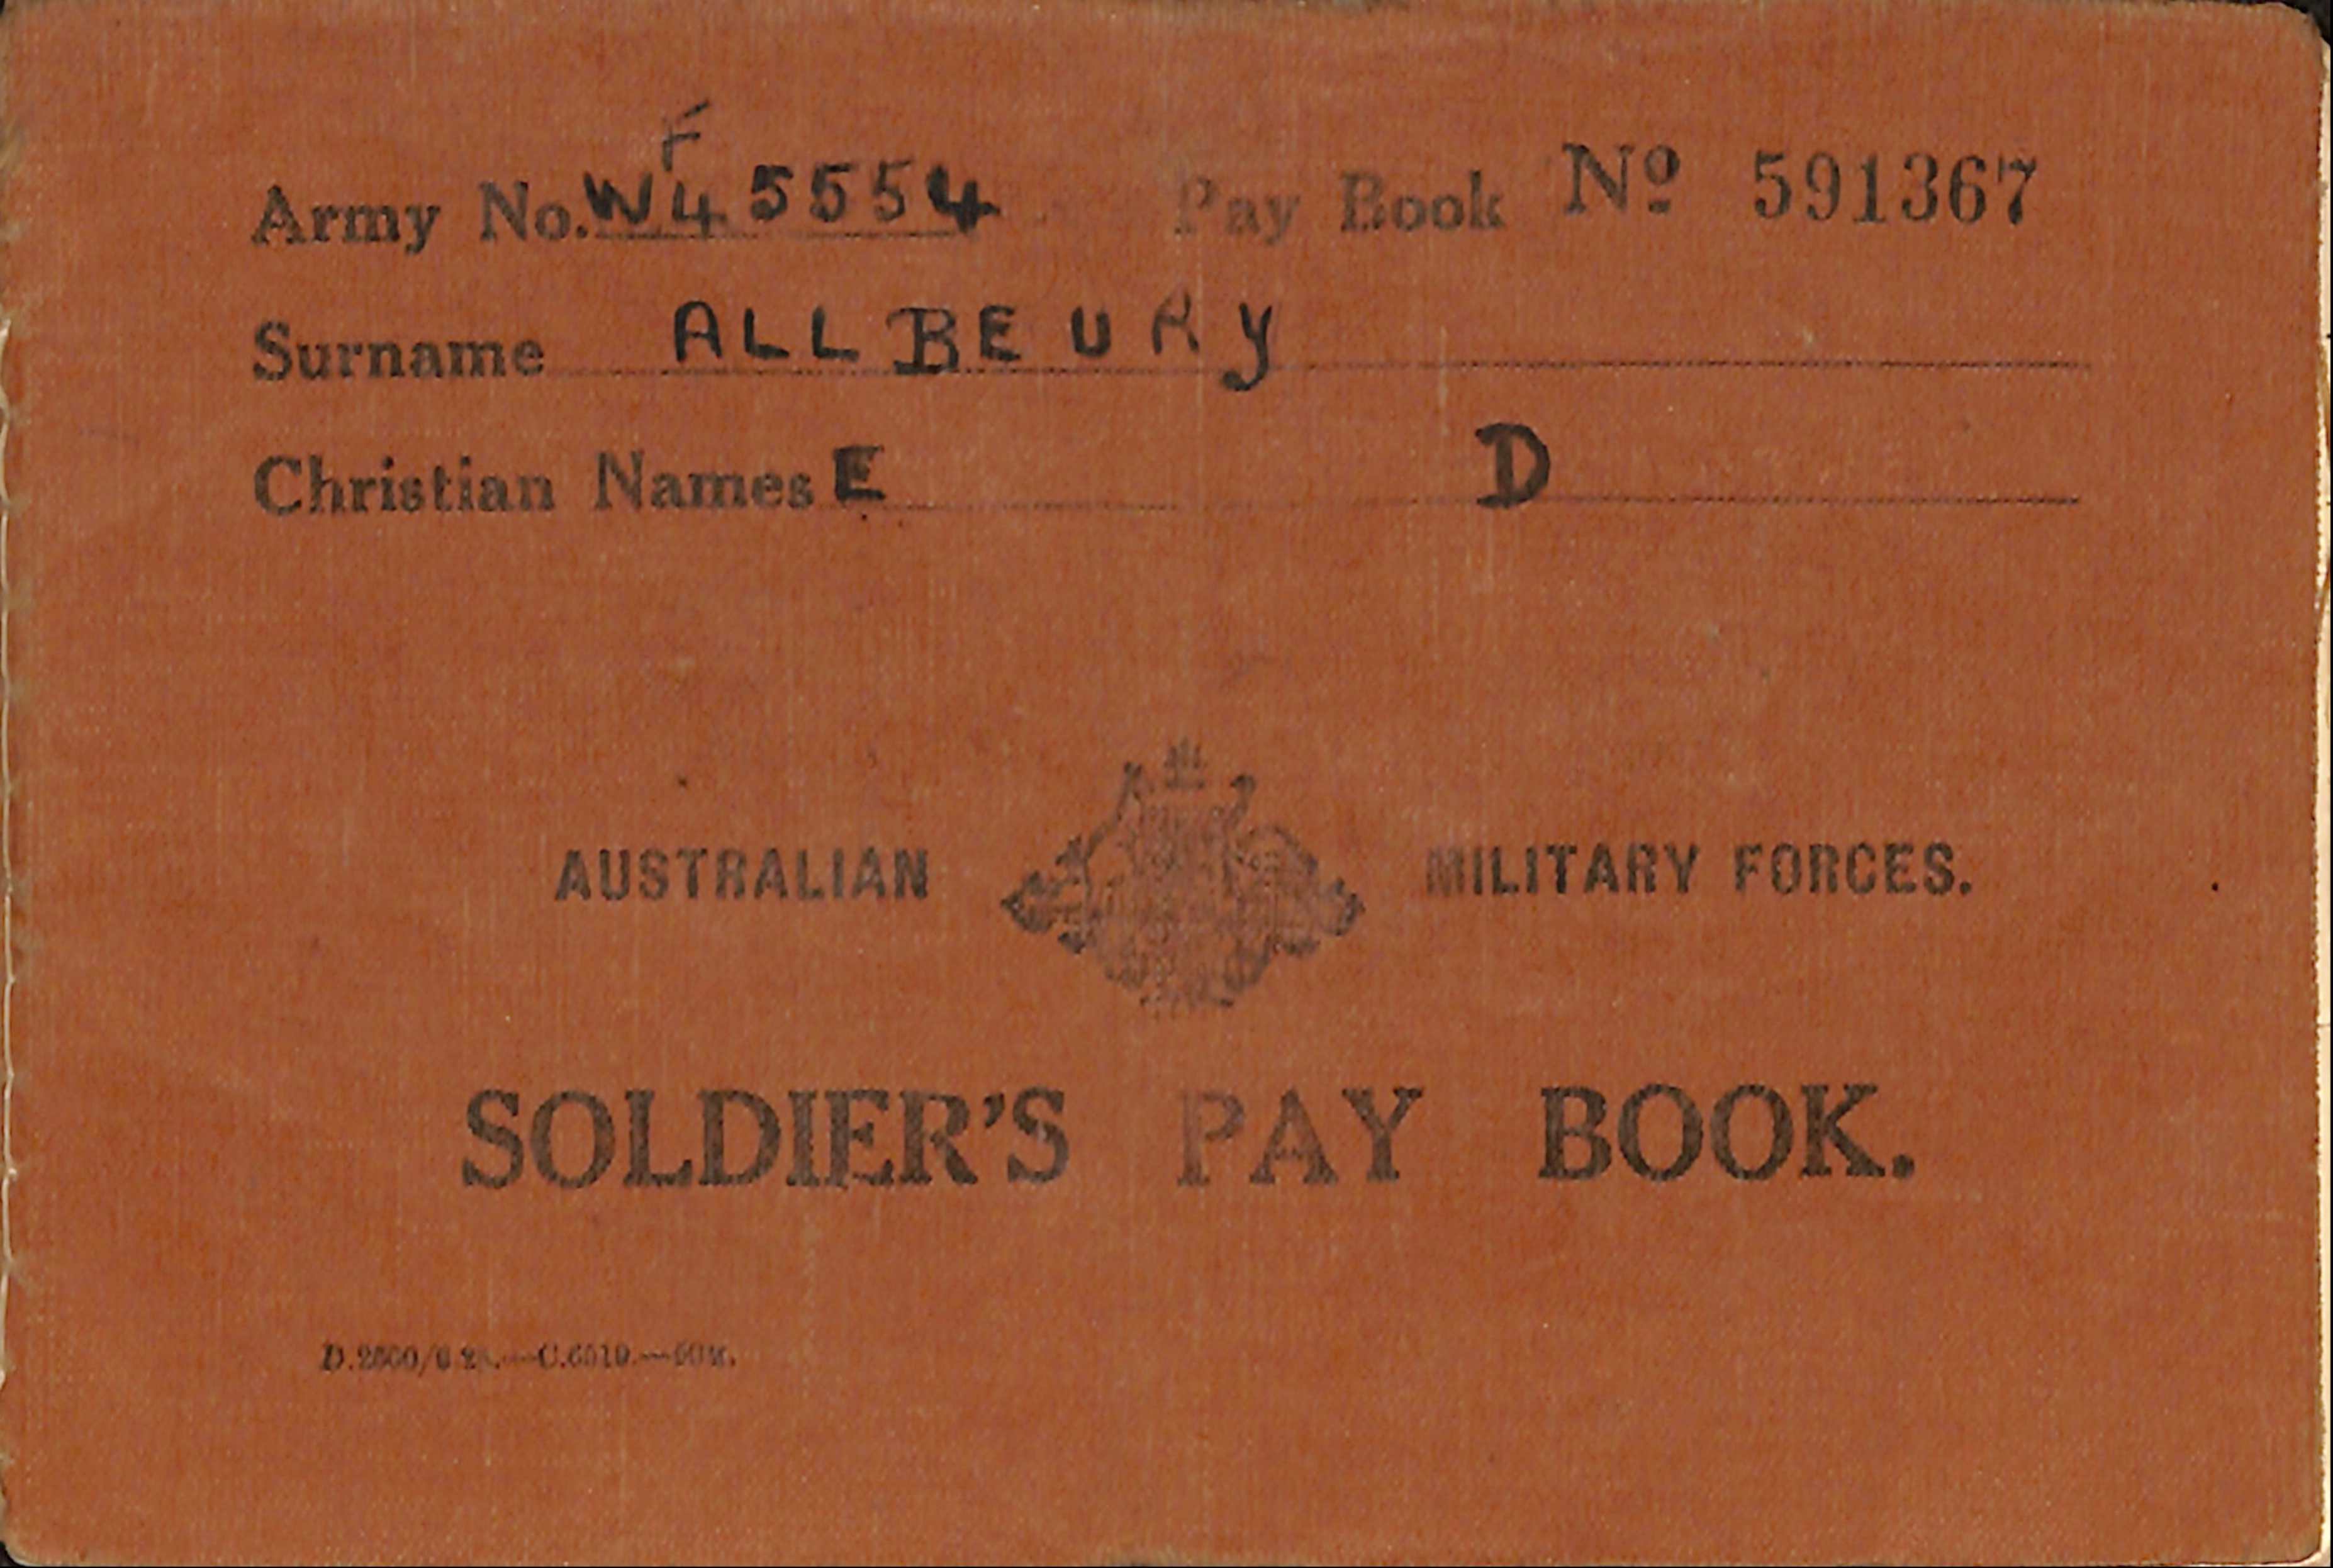 F
Army No. W45554 Pay Book Nº 591367
Surname ALLBEURY
Christian Names E D
AUSTRALIAN MILITARY FORCES.
SOLDIER'S PAY BOOK.